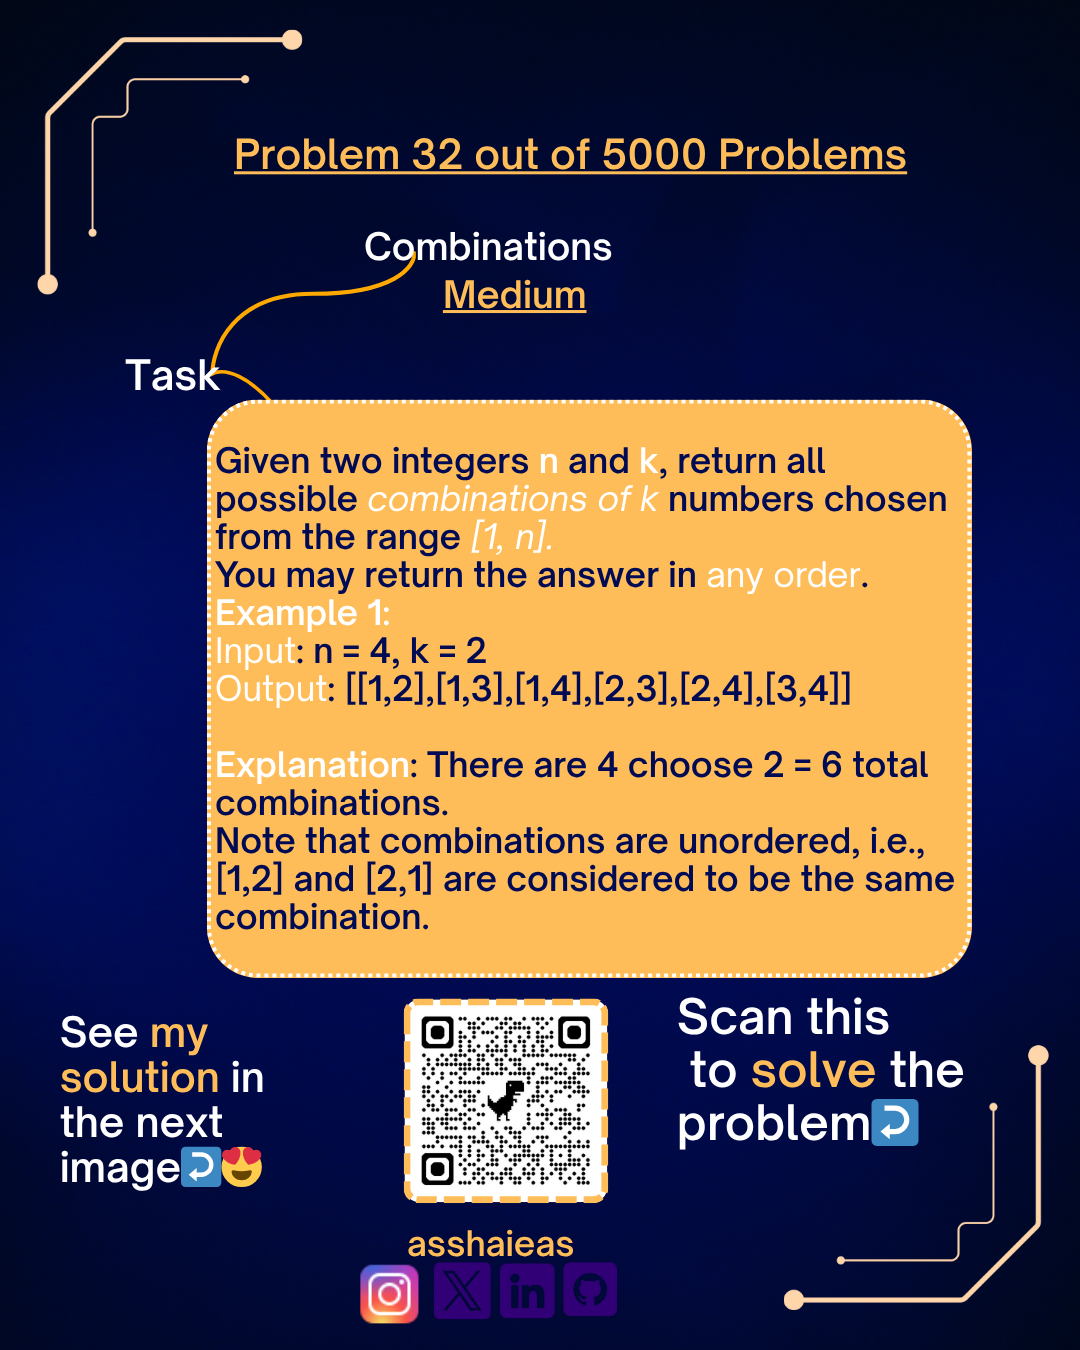 Problem 32 out of 5000 Problems
Combinations
Medium
Task
Given two integers n and k, return all
possible combinations of k numbers chosen
from the range [1, n].
You may return the answer in any order.
Example 1:
Input: n = 4, k = 2
Output: [[1,2],[1,3],[1,4],[2,3],[2,4],[3,4]]
Explanation: There are 4 choose 2 = 6 total
combinations.
Note that combinations are unordered, i.e.,
[1,2] and [2,1] are considered to be the same
combination.
See my
solution in
the next
image
Scan this
to solve the
problem
asshaieas